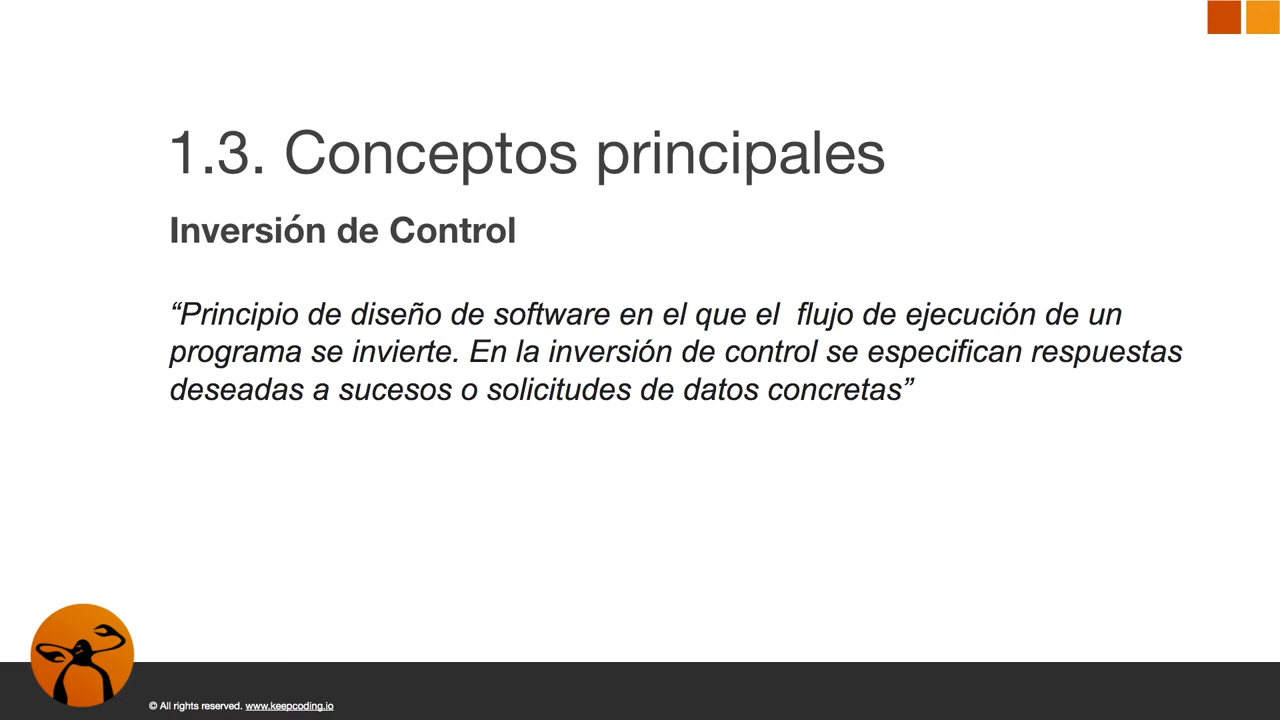 1.3. Conceptos principales
Inversión de Control
“Principio de diseño de software en el que el flujo de ejecución de un
programa se invierte. En la inversión de control se especifican respuestas
deseadas a sucesos o solicitudes de datos concretas”
© All rights reserved. www.keepcoding.io